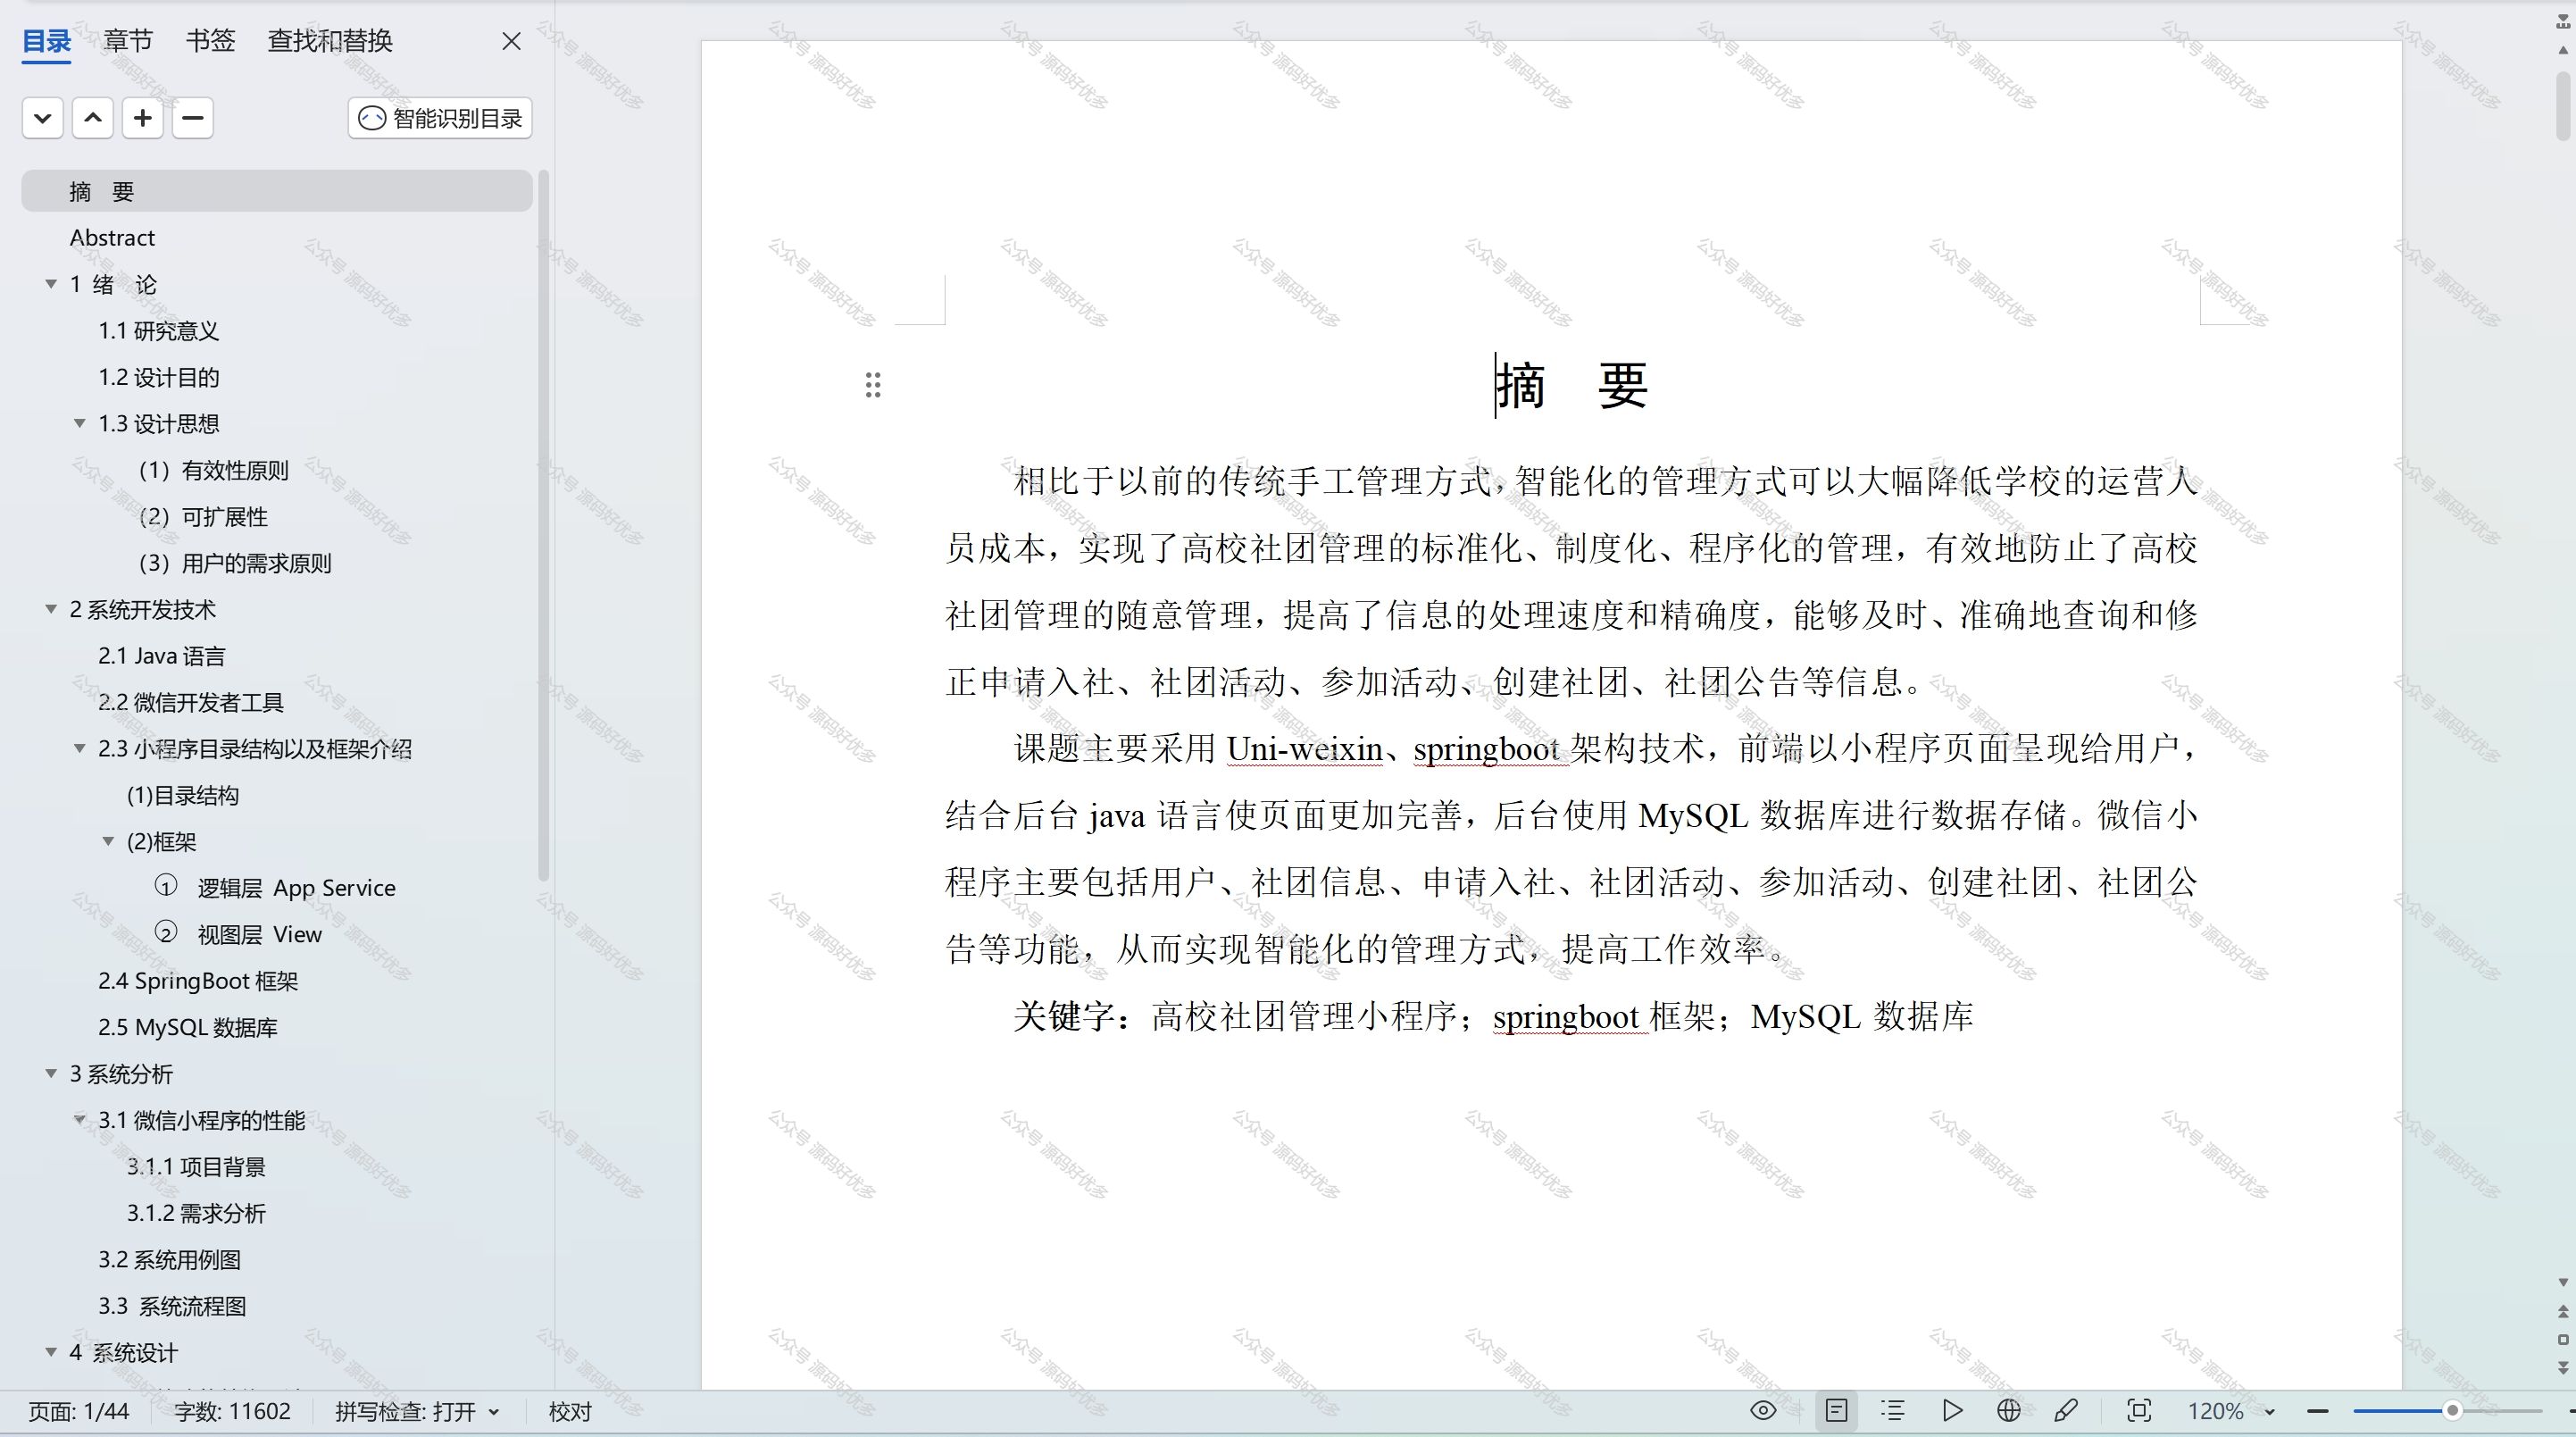 目录 章节 书签 查找和替换
智能识别目录
摘 要
Abstract
1 绪 论
1.1 研究意义
1.2 设计目的
1.3 设计思想
（1）有效性原则
（2）可扩展性
（3）用户的需求原则
2 系统开发技术
2.1 Java 语言
2.2 微信开发者工具
2.3 小程序目录结构以及框架介绍
(1)目录结构
(2)框架
① 逻辑层 App Service
② 视图层 View
2.4 SpringBoot 框架
2.5 MySQL 数据库
3 系统分析
3.1 微信小程序的性能
3.1.1 项目背景
3.1.2 需求分析
3.2 系统用例图
3.3 系统流程图
4 系统设计
摘 要
相比于以前的传统手工管理方式，智能化的管理方式可以大幅降低学校的运营人
员成本，实现了高校社团管理的标准化、制度化、程序化的管理，有效地防止了高校
社团管理的随意管理，提高了信息的处理速度和精确度，能够及时、准确地查询和修
正申请入社、社团活动、参加活动、创建社团、社团公告等信息。
课题主要采用 Uni-weixin、springboot 架构技术，前端以小程序页面呈现给用户，
结合后台 java 语言使页面更加完善，后台使用 MySQL 数据库进行数据存储。微信小
程序主要包括用户、社团信息、申请入社、社团活动、参加活动、创建社团、社团公
告等功能，从而实现智能化的管理方式，提高工作效率。
关键字：高校社团管理小程序；springboot 框架；MySQL 数据库
页面: 1/44 字数: 11602 拼写检查: 打开 校对 120%
公众号 源码好优多